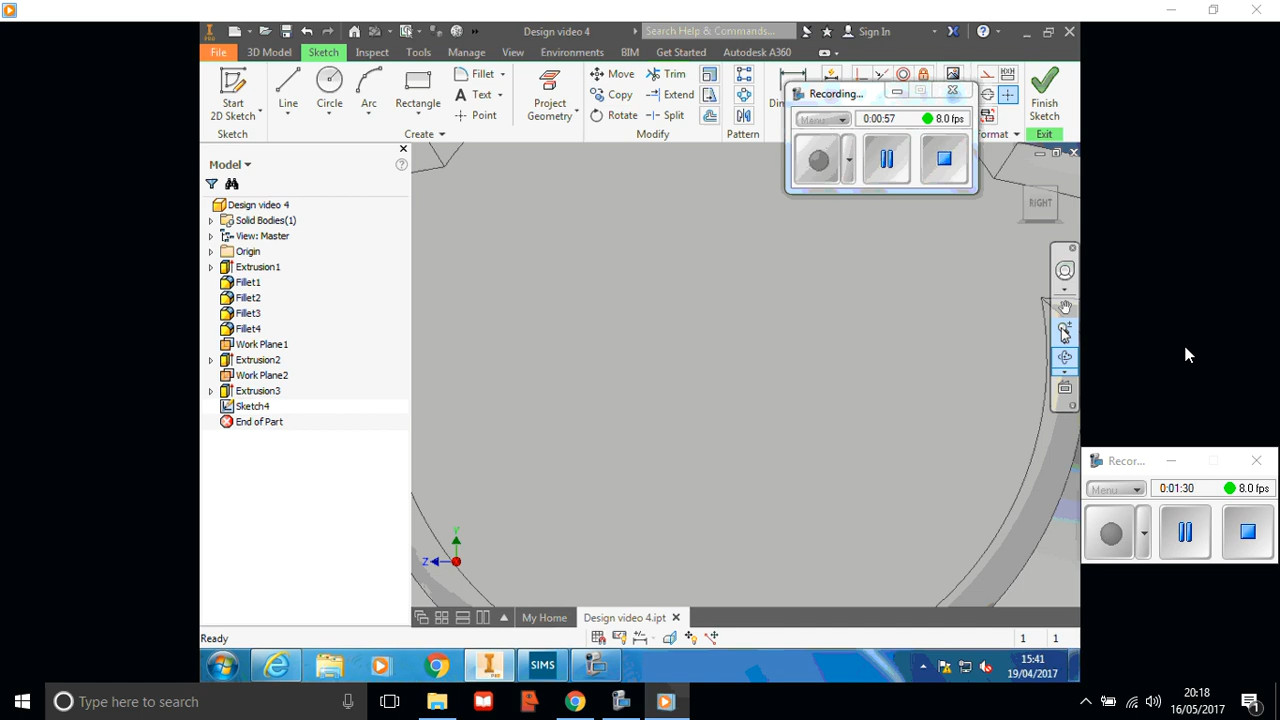 Design video 4
Search Help & Commands...
Sign In
PRO
File 3D Model Sketch Inspect Tools Manage View Environments BIM Get Started Autodesk A360
Start 2D Sketch
Line
Circle
Arc
Rectangle
Fillet
Text
Point
Project Geometry
Move
Copy
Rotate
Trim
Extend
Split
Finish Sketch
Sketch
Create
Modify
Pattern
Exit
Recording...
Menu
0:00:57
8.0 fps
Model
Design video 4
Solid Bodies(1)
View: Master
Origin
Extrusion1
Fillet1
Fillet2
Fillet3
Fillet4
Work Plane1
Extrusion2
Work Plane2
Extrusion3
Sketch4
End of Part
RIGHT
Y
Z
My Home
Design video 4.ipt
Ready
1 1
SIMS
15:41
19/04/2017
Recor...
Menu
0:01:30
8.0 fps
Type here to search
20:18
16/05/2017
1